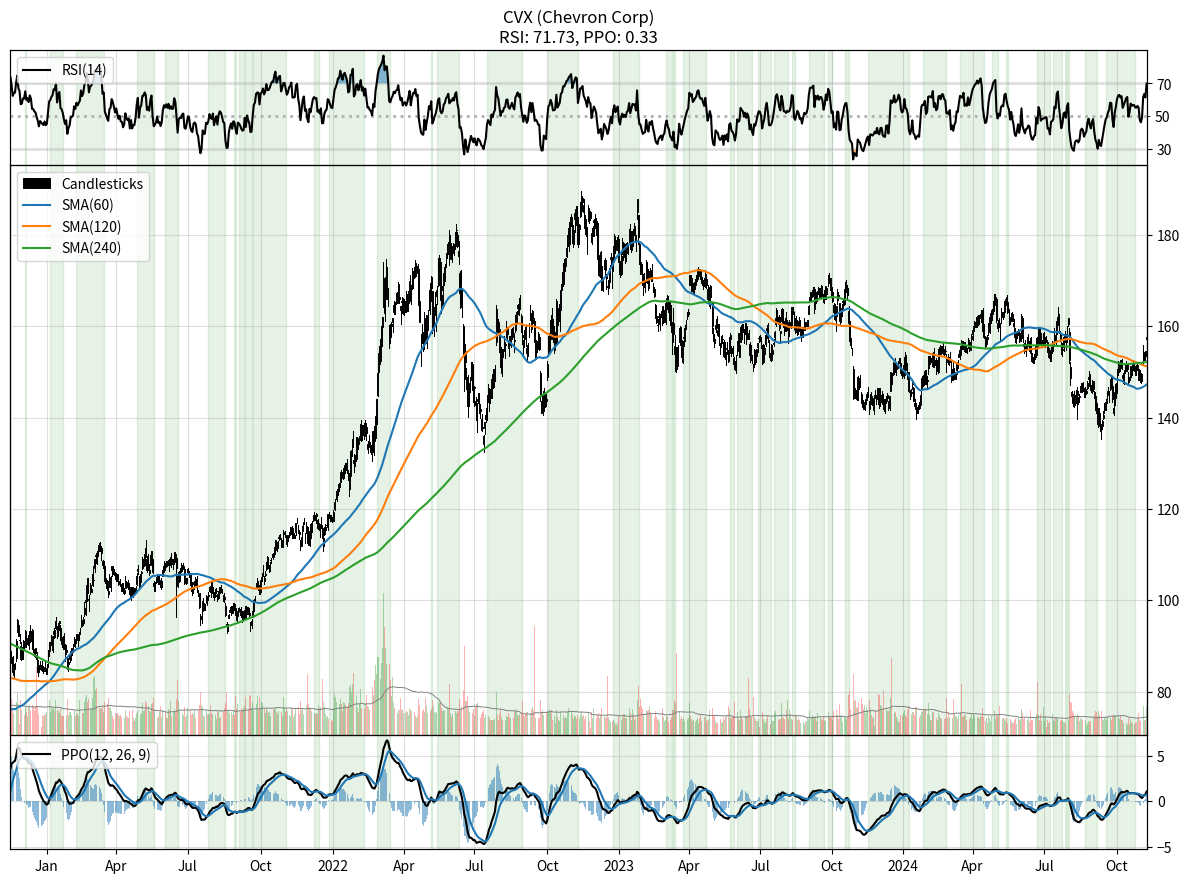 CVX (Chevron Corp)
RSI: 71.73, PPO: 0.33
RSI(14)
70
50
30
Candlesticks
SMA(60)
SMA(120)
SMA(240)
180
160
140
120
100
80
PPO(12, 26, 9)
5
0
−5
Jan Apr Jul Oct 2022 Apr Jul Oct 2023 Apr Jul Oct 2024 Apr Jul Oct